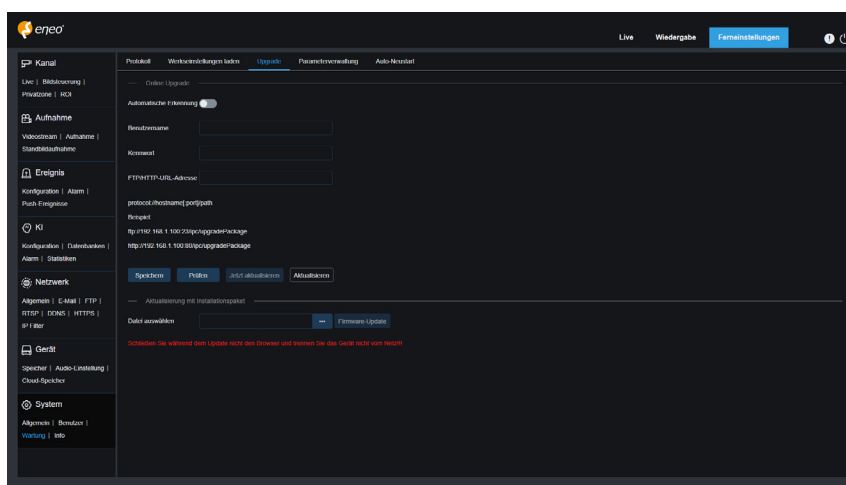 eneo
Live Wiedergabe Ferneinstellungen
Kanal
Live | Bildsteuerung |
Privatzone | ROI
Aufnahme
Videostream | Aufnahme |
Standbildaufnahme
Ereignis
Konfiguration | Alarm |
Push-Ereignisse
KI
Konfiguration | Datenbanken |
Alarm | Statistiken
Netzwerk
Allgemein | E-Mail | FTP |
RTSP | DDNS | HTTPS |
IP Filter
Gerät
Speicher | Audio-Einstellung |
Cloud-Speicher
System
Allgemein | Benutzer |
Wartung | Info
Protokoll Werkseinstellungen laden Upgrade Parameterverwaltung Auto-Neustart
Online Upgrade
Automatische Erkennung
Benutzername
Kennwort
FTP/HTTP-URL-Adresse
protocol://hostname[:port]/path
Beispiel:
ftp://192.168.1.100:23/ipc/upgradePackage
http://192.168.1.100:80/ipc/upgradePackage
Speichern Prüfen Jetzt aktualisieren Aktualisieren
Aktualisierung mit Installationspaket
Datei auswählen ••• Firmware-Update
Schließen Sie während dem Update nicht den Browser und trennen Sie das Gerät nicht vom Netz!!!